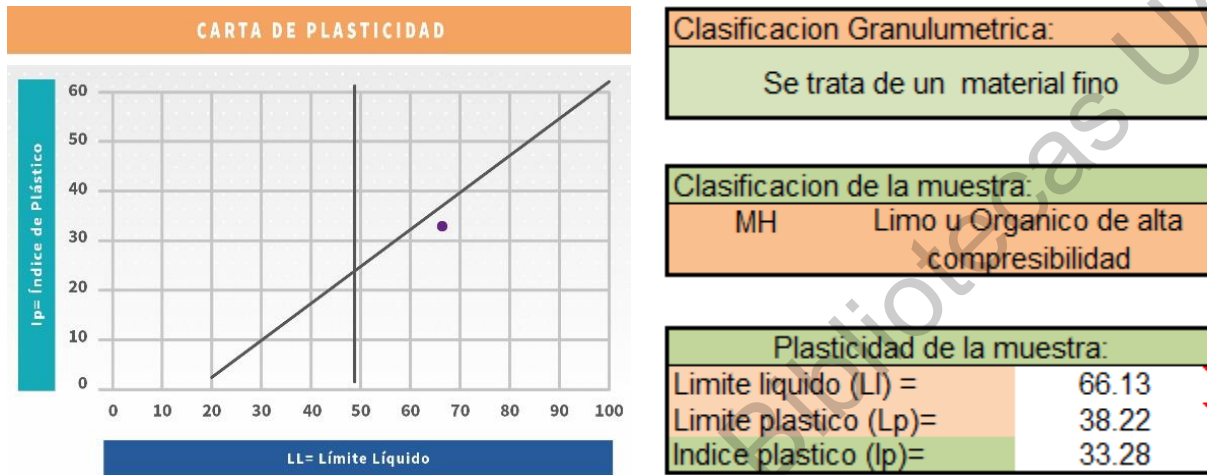 CARTA DE PLASTICIDAD
Ip= Índice de Plástico
60
50
40
30
20
10
0
0 10 20 30 40 50 60 70 80 90 100
LL= Límite Líquido
Clasificacion Granulumetrica:
Se trata de un material fino
Clasificacion de la muestra:
MH Limo u Organico de alta
compresibilidad
Plasticidad de la muestra:
Limite liquido (Ll) = 66.13
Limite plastico (Lp)= 38.22
Indice plastico (Ip)= 33.28
Bibliotecas